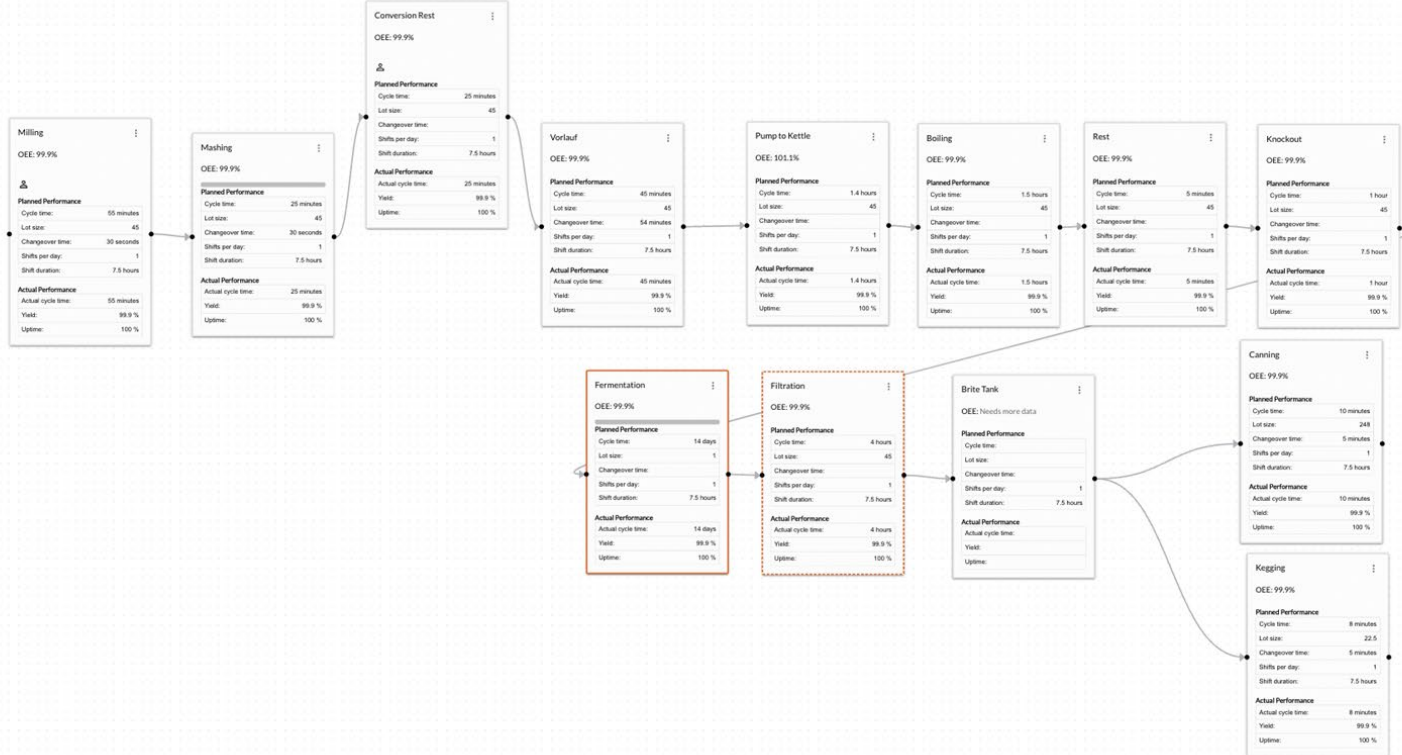 Milling
OEE: 99.9%
Planned Performance
Cycle time: 55 minutes
Lot size: 45
Changeover time: 30 seconds
Shifts per day: 1
Shift duration: 7.5 hours
Actual Performance
Actual cycle time: 55 minutes
Yield: 99.9 %
Uptime: 100 %
Mashing
OEE: 99.9%
Planned Performance
Cycle time: 25 minutes
Lot size: 45
Changeover time: 30 seconds
Shifts per day: 1
Shift duration: 7.5 hours
Actual Performance
Actual cycle time: 25 minutes
Yield: 99.9 %
Uptime: 100 %
Conversion Rest
OEE: 99.9%
Planned Performance
Cycle time: 25 minutes
Lot size: 45
Changeover time:
Shifts per day: 1
Shift duration: 7.5 hours
Actual Performance
Actual cycle time: 25 minutes
Yield: 99.9 %
Uptime: 100 %
Vorlauf
OEE: 99.9%
Planned Performance
Cycle time: 45 minutes
Lot size: 45
Changeover time: 54 minutes
Shifts per day: 1
Shift duration: 7.5 hours
Actual Performance
Actual cycle time: 45 minutes
Yield: 99.9 %
Uptime: 100 %
Pump to Kettle
OEE: 101.1%
Planned Performance
Cycle time: 1.4 hours
Lot size: 45
Changeover time:
Shifts per day: 1
Shift duration: 7.5 hours
Actual Performance
Actual cycle time: 1.4 hours
Yield: 99.9 %
Uptime: 100 %
Boiling
OEE: 99.9%
Planned Performance
Cycle time: 1.5 hours
Lot size: 45
Changeover time:
Shifts per day: 1
Shift duration: 7.5 hours
Actual Performance
Actual cycle time: 1.5 hours
Yield: 99.9 %
Uptime: 100 %
Rest
OEE: 99.9%
Planned Performance
Cycle time: 5 minutes
Lot size: 45
Changeover time:
Shifts per day: 1
Shift duration: 7.5 hours
Actual Performance
Actual cycle time: 5 minutes
Yield: 99.9 %
Uptime: 100 %
Knockout
OEE: 99.9%
Planned Performance
Cycle time: 1 hour
Lot size: 45
Changeover time:
Shifts per day: 1
Shift duration: 7.5 hours
Actual Performance
Actual cycle time: 1 hour
Yield: 99.9 %
Uptime: 100 %
Fermentation
OEE: 99.9%
Planned Performance
Cycle time: 14 days
Lot size: 1
Changeover time:
Shifts per day: 1
Shift duration: 7.5 hours
Actual Performance
Actual cycle time: 14 days
Yield: 99.9 %
Uptime: 100 %
Filtration
OEE: 99.9%
Planned Performance
Cycle time: 4 hours
Lot size: 45
Changeover time:
Shifts per day: 1
Shift duration: 7.5 hours
Actual Performance
Actual cycle time: 4 hours
Yield: 99.9 %
Uptime: 100 %
Brite Tank
OEE: Needs more data
Planned Performance
Cycle time:
Lot size:
Changeover time:
Shifts per day: 1
Shift duration: 7.5 hours
Actual Performance
Actual cycle time:
Yield:
Uptime:
Canning
OEE: 99.9%
Planned Performance
Cycle time: 10 minutes
Lot size: 248
Changeover time: 5 minutes
Shifts per day: 1
Shift duration: 7.5 hours
Actual Performance
Actual cycle time: 10 minutes
Yield: 99.9 %
Uptime: 100 %
Kegging
OEE: 99.9%
Planned Performance
Cycle time: 8 minutes
Lot size: 22.5
Changeover time: 5 minutes
Shifts per day: 1
Shift duration: 7.5 hours
Actual Performance
Actual cycle time: 8 minutes
Yield: 99.9 %
Uptime: 100 %